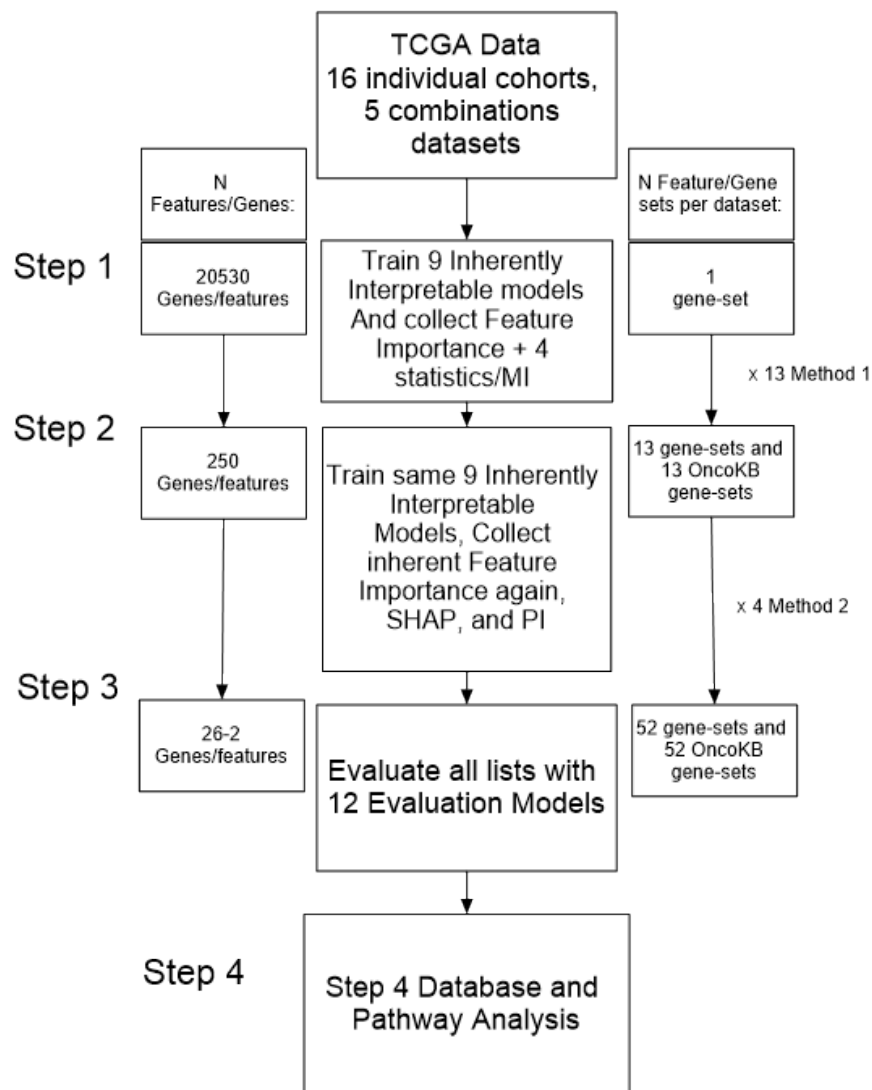 TCGA Data
16 individual cohorts,
5 combinations
datasets
N
Features/Genes:
N Feature/Gene
sets per dataset:
Step 1
20530
Genes/features
Train 9 Inherently
Interpretable models
And collect Feature
Importance + 4
statistics/MI
1
gene-set
x 13 Method 1
Step 2
250
Genes/features
Train same 9 Inherently
Interpretable
Models, Collect
inherent Feature
Importance again,
SHAP, and PI
13 gene-sets and
13 OncoKB
gene-sets
x 4 Method 2
Step 3
26-2
Genes/features
Evaluate all lists with
12 Evaluation Models
52 gene-sets and
52 OncoKB
gene-sets
Step 4
Step 4 Database and
Pathway Analysis